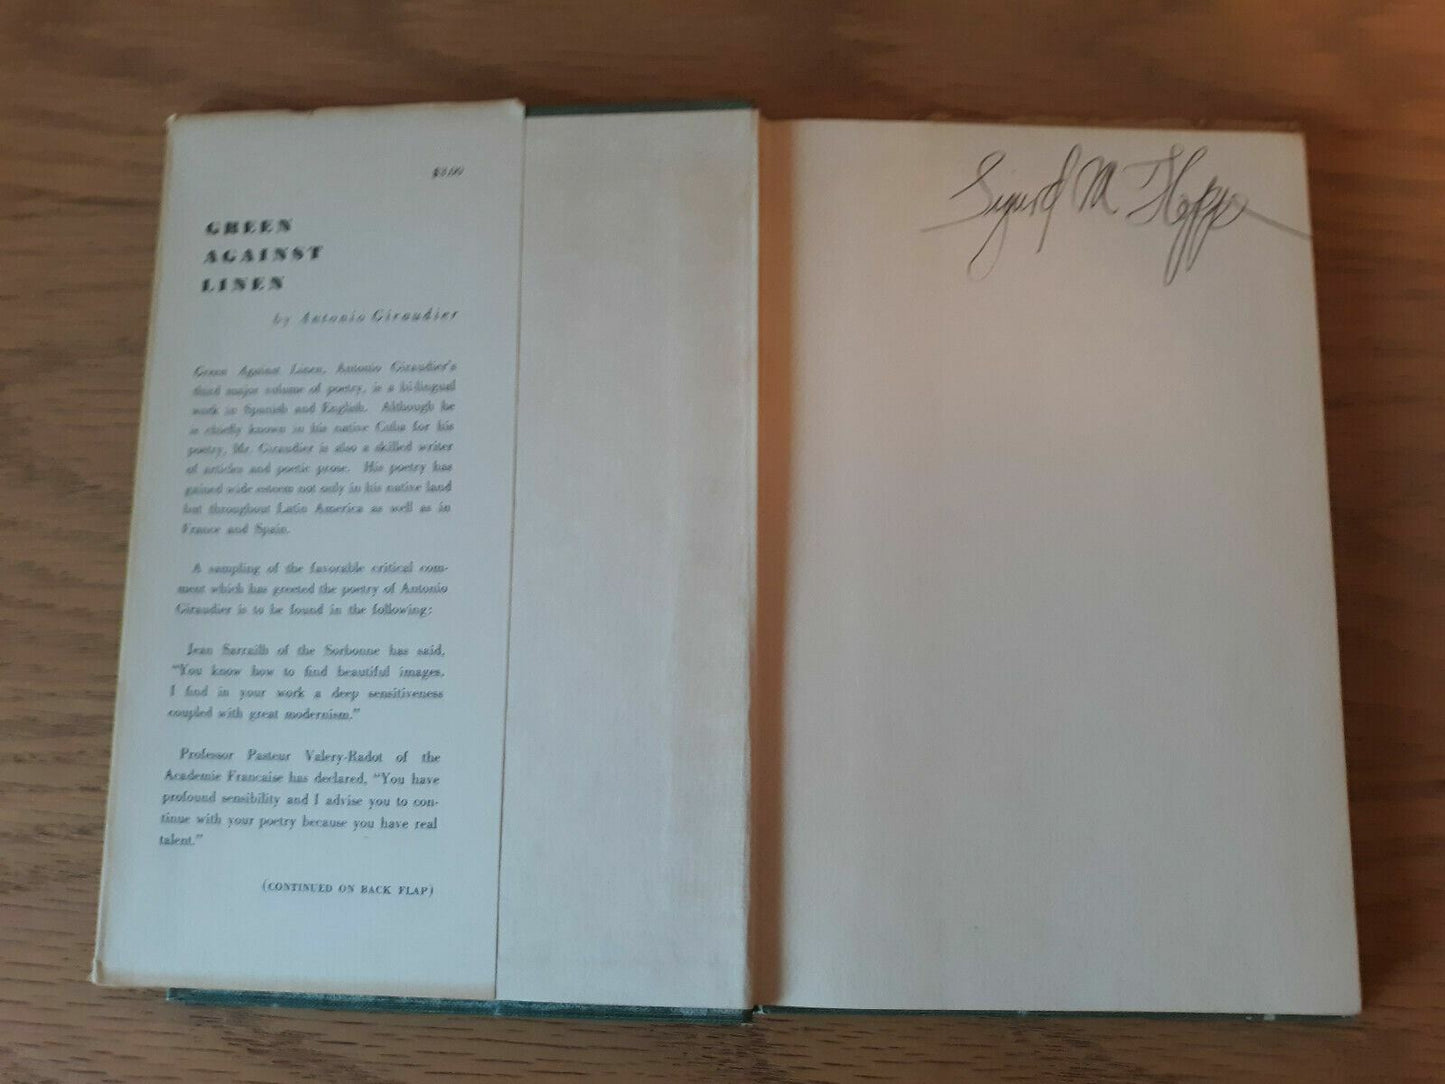 $3.00
GREEN
AGAINST
LINEN
by Antonio Giraudier
Green Against Linen, Antonio Giraudier's
third major volume of poetry, is a bi-lingual
work in Spanish and English. Although he
is chiefly known in his native Cuba for his
poetry, Mr. Giraudier is also a skilled writer
of articles and poetic prose. His poetry has
gained wide esteem not only in his native land
but throughout Latin America as well as in
France and Spain.
A sampling of the favorable critical com-
ment which has greeted the poetry of Antonio
Giraudier is to be found in the following:
Jean Sarrailh of the Sorbonne has said,
"You know how to find beautiful images.
I find in your work a deep sensitiveness
coupled with great modernism."
Professor Pasteur Valery-Radot of the
Academie Francaise has declared, "You have
profound sensibility and I advise you to con-
tinue with your poetry because you have real
talent."
(CONTINUED ON BACK FLAP)
Sigurd M